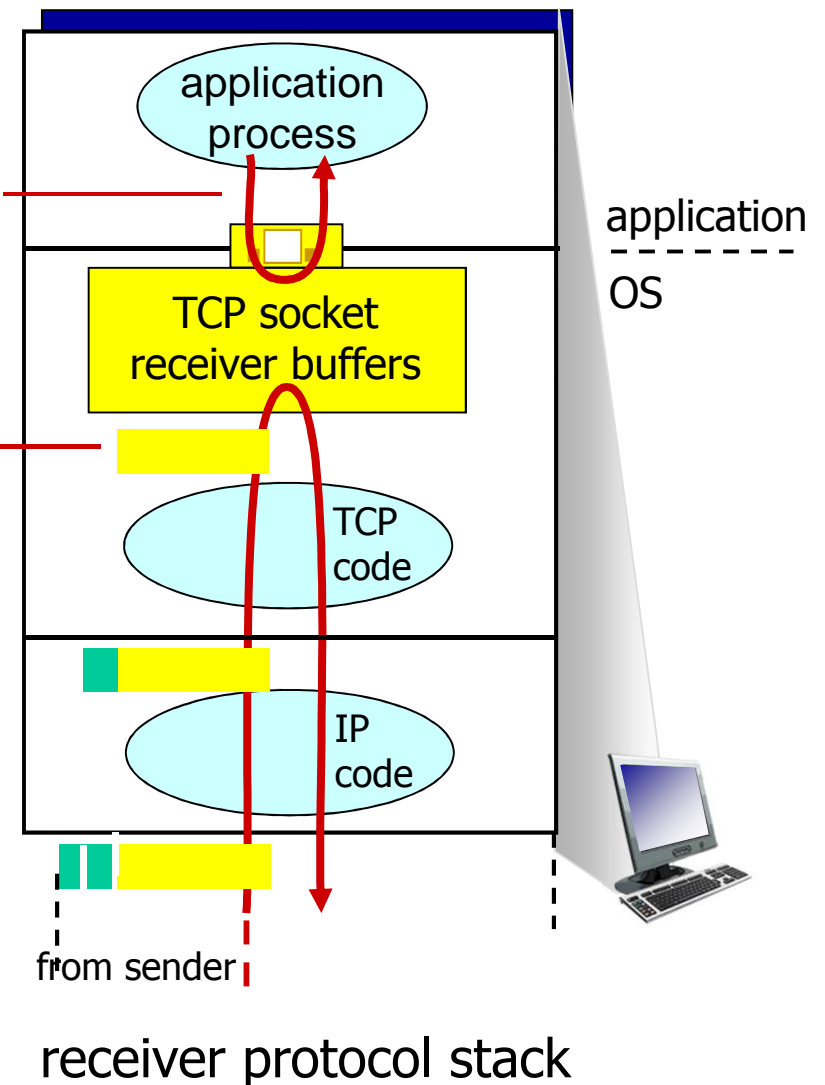 application
process
application
OS
TCP socket
receiver buffers
TCP
code
IP
code
from sender
receiver protocol stack